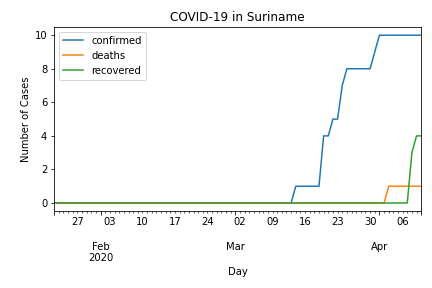 COVID-19 in Suriname
confirmed
deaths
recovered
Number of Cases
10
8
6
4
2
0
27 03 10 17 24 02 09 16 23 30 06
Feb Mar Apr
2020
Day